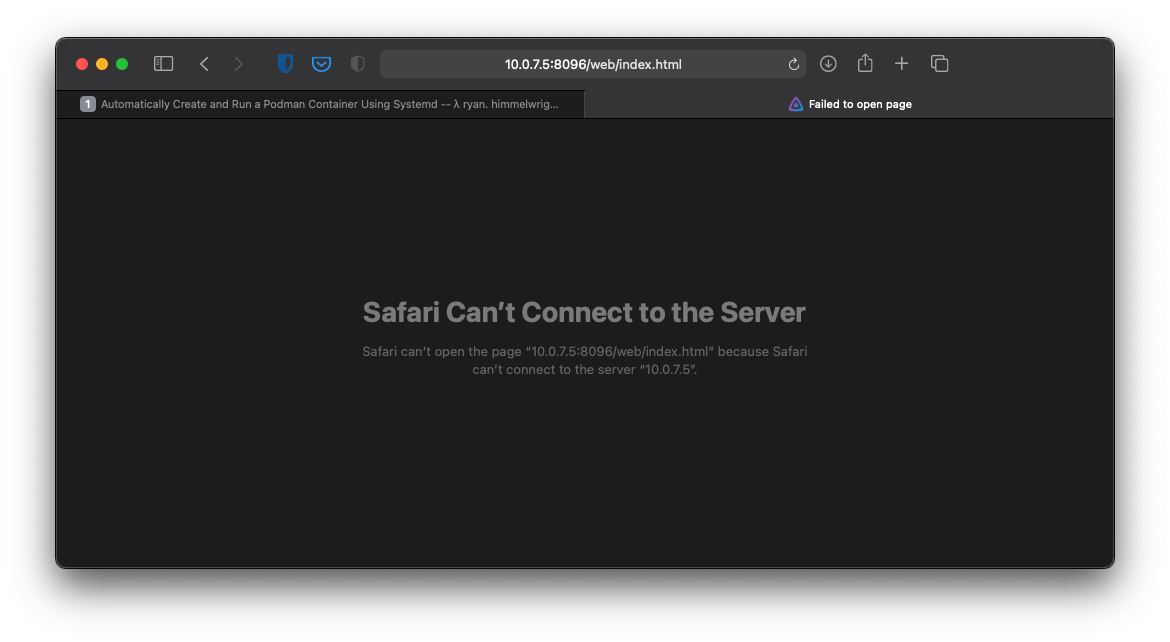 10.0.7.5:8096/web/index.html
1 Automatically Create and Run a Podman Container Using Systemd -- λ ryan. himmelwrig...
Failed to open page
Safari Can’t Connect to the Server
Safari can’t open the page “10.0.7.5:8096/web/index.html” because Safari
can’t connect to the server “10.0.7.5”.